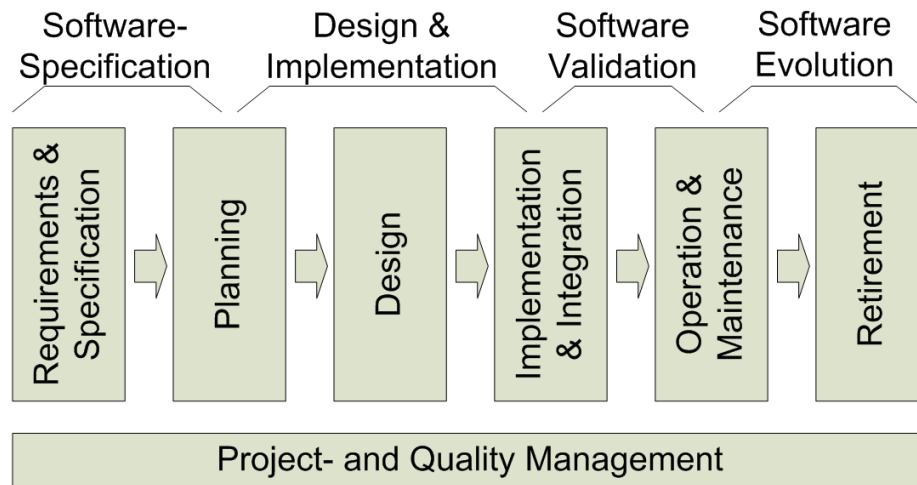 Software-
Specification
Design &
Implementation
Software
Validation
Software
Evolution
Requirements &
Specification
Planning
Design
Implementation
& Integration
Operation &
Maintenance
Retirement
Project- and Quality Management